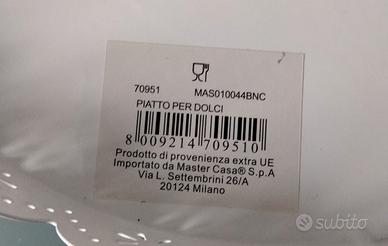 70951 MAS010044BNC
PIATTO PER DOLCI
8 009214 709510
Prodotto di provenienza extra UE
Importato da Master Casa® S.p.A
Via L. Settembrini 26/A
20124 Milano
subito